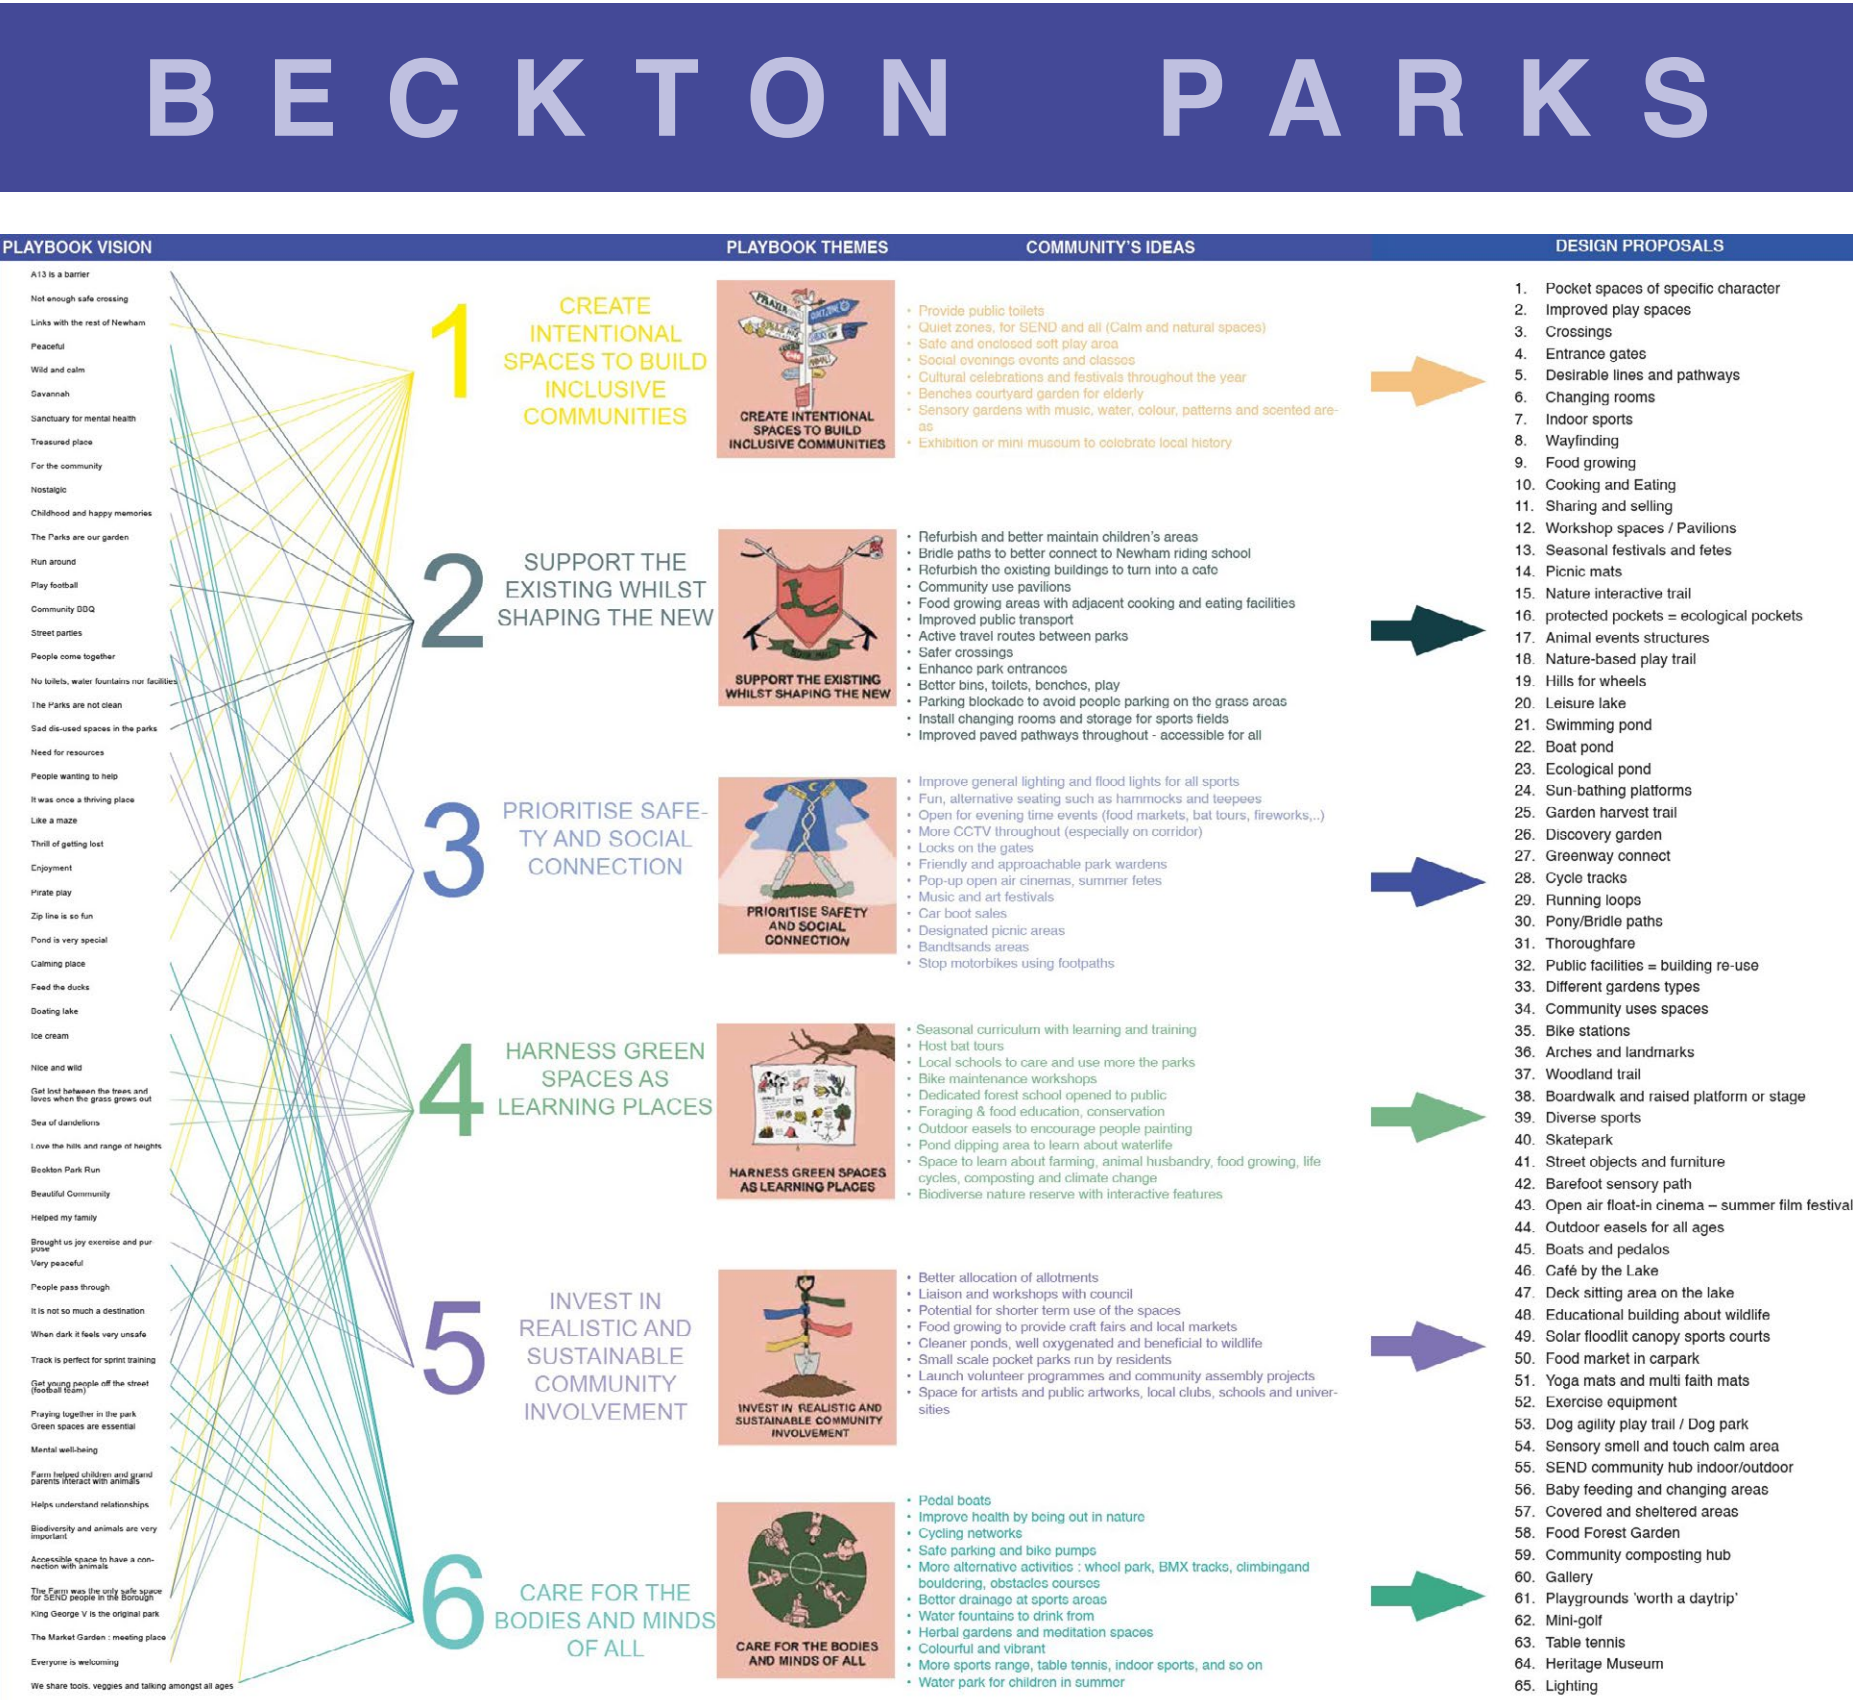 BECKTON PARKS
PLAYBOOK VISION
PLAYBOOK THEMES
COMMUNITY'S IDEAS
DESIGN PROPOSALS
A13 is a barrier
Not enough safe crossing
Links with the rest of Newham
Peaceful
Wild and calm
Savannah
Sanctuary for mental health
Treasured place
For the community
Nostalgic
Childhood and happy memories
The Parks are our garden
Run around
Play football
Community BBQ
Street parties
People come together
No toilets, water fountains nor facilities
The Parks are not clean
Sad dis-used spaces in the parks
Need for resources
People wanting to help
It was once a thriving place
Like a maze
Thrill of getting lost
Enjoyment
Pirate play
Zip line is so fun
Pond is very special
Calming place
Feed the ducks
Boating lake
Ice cream
Nice and wild
Get lost between the trees and
loves when the grass grows out
Sea of dandelions
Love the hills and range of heights
Beckton Park Run
Beautiful Community
Helped my family
Brought us joy exercise and pur-
pose
Very peaceful
People pass through
It is not so much a destination
When dark it feels very unsafe
Track is perfect for sprint training
Get young people off the street
(football team)
Praying together in the park
Green spaces are essential
Mental well-being
Farm helped children and grand
parents interact with animals
Helps understand relationships
Biodiversity and animals are very
important
Accessible space to have a con-
nection with animals
The Farm was the only safe space
for SEND people in the Borough
King George V is the original park
The Market Garden : meeting place
Everyone is welcoming
We share tools, veggies and talking amongst all ages
1
CREATE
INTENTIONAL
SPACES TO BUILD
INCLUSIVE
COMMUNITIES
CREATE INTENTIONAL
SPACES TO BUILD
INCLUSIVE COMMUNITIES
• Provide public toilets
• Quiet zones, for SEND and all (Calm and natural spaces)
• Safe and enclosed soft play area
• Social evenings events and classes
• Cultural celebrations and festivals throughout the year
• Benches courtyard garden for elderly
• Sensory gardens with music, water, colour, patterns and scented are-
as
• Exhibition or mini museum to celebrate local history
2
SUPPORT THE
EXISTING WHILST
SHAPING THE NEW
SUPPORT THE EXISTING
WHILST SHAPING THE NEW
• Refurbish and better maintain children's areas
• Bridle paths to better connect to Newham riding school
• Refurbish the existing buildings to turn into a cafe
• Community use pavilions
• Food growing areas with adjacent cooking and eating facilities
• Improved public transport
• Active travel routes between parks
• Safer crossings
• Enhance park entrances
• Better bins, toilets, benches, play
• Parking blockade to avoid people parking on the grass areas
• Install changing rooms and storage for sports fields
• Improved paved pathways throughout - accessible for all
3
PRIORITISE SAFE-
TY AND SOCIAL
CONNECTION
PRIORITISE SAFETY
AND SOCIAL
CONNECTION
• Improve general lighting and flood lights for all sports
• Fun, alternative seating such as hammocks and teepees
• Open for evening time events (food markets, bat tours, fireworks,..)
• More CCTV throughout (especially on corridor)
• Locks on the gates
• Friendly and approachable park wardens
• Pop-up open air cinemas, summer fetes
• Music and art festivals
• Car boot sales
• Designated picnic areas
• Bandtsands areas
• Stop motorbikes using footpaths
4
HARNESS GREEN
SPACES AS
LEARNING PLACES
HARNESS GREEN SPACES
AS LEARNING PLACES
• Seasonal curriculum with learning and training
• Host bat tours
• Local schools to care and use more the parks
• Bike maintenance workshops
• Dedicated forest school opened to public
• Foraging & food education, conservation
• Outdoor easels to encourage people painting
• Pond dipping area to learn about waterlife
• Space to learn about farming, animal husbandry, food growing, life
cycles, composting and climate change
• Biodiverse nature reserve with interactive features
5
INVEST IN
REALISTIC AND
SUSTAINABLE
COMMUNITY
INVOLVEMENT
INVEST IN REALISTIC AND
SUSTAINABLE COMMUNITY
INVOLVEMENT
• Better allocation of allotments
• Liaison and workshops with council
• Potential for shorter term use of the spaces
• Food growing to provide craft fairs and local markets
• Cleaner ponds, well oxygenated and beneficial to wildlife
• Small scale pocket parks run by residents
• Launch volunteer programmes and community assembly projects
• Space for artists and public artworks, local clubs, schools and univer-
sities
6
CARE FOR THE
BODIES AND MINDS
OF ALL
CARE FOR THE BODIES
AND MINDS OF ALL
• Pedal boats
• Improve health by being out in nature
• Cycling networks
• Safe parking and bike pumps
• More alternative activities : wheel park, BMX tracks, climbingand
bouldering, obstacles courses
• Better drainage at sports areas
• Water fountains to drink from
• Herbal gardens and meditation spaces
• Colourful and vibrant
• More sports range, table tennis, indoor sports, and so on
• Water park for children in summer
1. Pocket spaces of specific character
2. Improved play spaces
3. Crossings
4. Entrance gates
5. Desirable lines and pathways
6. Changing rooms
7. Indoor sports
8. Wayfinding
9. Food growing
10. Cooking and Eating
11. Sharing and selling
12. Workshop spaces / Pavilions
13. Seasonal festivals and fetes
14. Picnic mats
15. Nature interactive trail
16. protected pockets = ecological pockets
17. Animal events structures
18. Nature-based play trail
19. Hills for wheels
20. Leisure lake
21. Swimming pond
22. Boat pond
23. Ecological pond
24. Sun-bathing platforms
25. Garden harvest trail
26. Discovery garden
27. Greenway connect
28. Cycle tracks
29. Running loops
30. Pony/Bridle paths
31. Thoroughfare
32. Public facilities = building re-use
33. Different gardens types
34. Community uses spaces
35. Bike stations
36. Arches and landmarks
37. Woodland trail
38. Boardwalk and raised platform or stage
39. Diverse sports
40. Skatepark
41. Street objects and furniture
42. Barefoot sensory path
43. Open air float-in cinema – summer film festival
44. Outdoor easels for all ages
45. Boats and pedalos
46. Café by the Lake
47. Deck sitting area on the lake
48. Educational building about wildlife
49. Solar floodlit canopy sports courts
50. Food market in carpark
51. Yoga mats and multi faith mats
52. Exercise equipment
53. Dog agility play trail / Dog park
54. Sensory smell and touch calm area
55. SEND community hub indoor/outdoor
56. Baby feeding and changing areas
57. Covered and sheltered areas
58. Food Forest Garden
59. Community composting hub
60. Gallery
61. Playgrounds 'worth a daytrip'
62. Mini-golf
63. Table tennis
64. Heritage Museum
65. Lighting